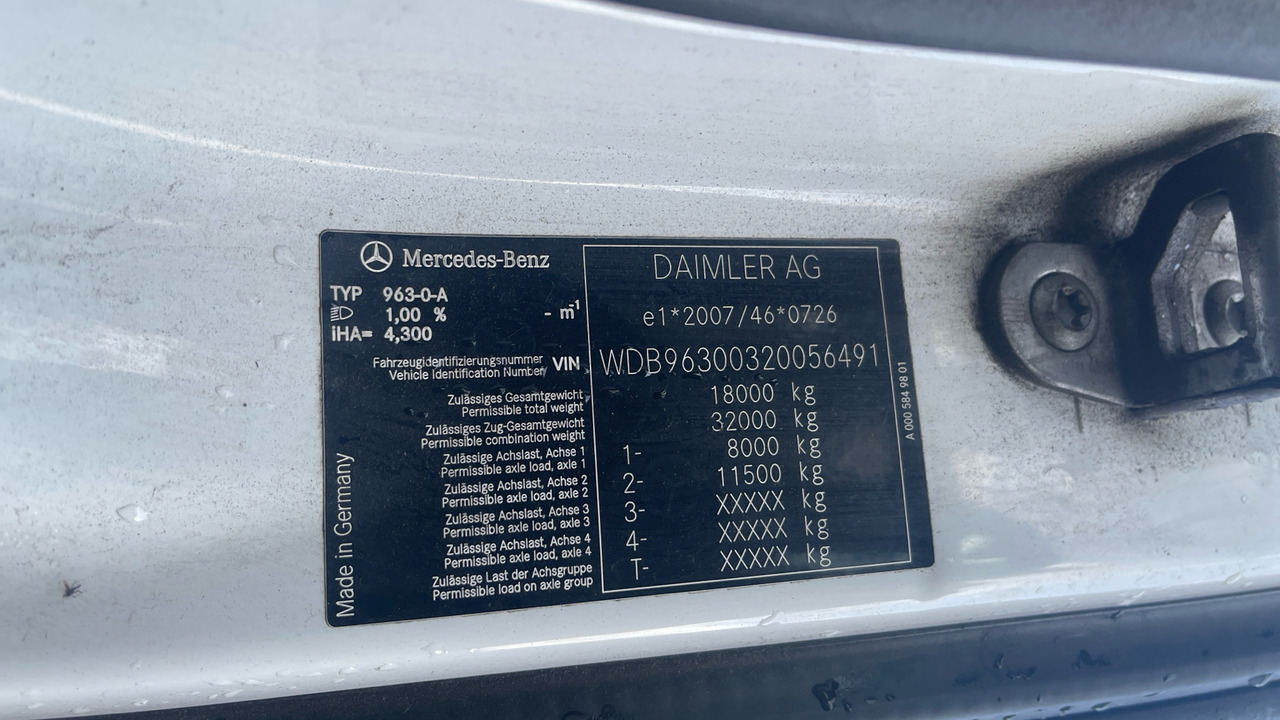 Mercedes-Benz
TYP 963-0-A
1,00 % - m-1
iHA= 4,300
Fahrzeugidentifizierungsnummer
Vehicle Identification Number VIN
Zulässiges Gesamtgewicht
Permissible total weight
Zulässiges Zug-Gesamtgewicht
Permissible combination weight
Zulässige Achslast, Achse 1
Permissible axle load, axle 1
Zulässige Achslast, Achse 2
Permissible axle load, axle 2
Zulässige Achslast, Achse 3
Permissible axle load, axle 3
Zulässige Achslast, Achse 4
Permissible axle load, axle 4
Zulässige Last der Achsgruppe
Permissible load on axle group
Made in Germany
DAIMLER AG
e1*2007/46*0726
WDB96300320056491
18000 kg
32000 kg
1- 8000 kg
2- 11500 kg
3- XXXXX kg
4- XXXXX kg
T- XXXXX kg
A 000 584 98 01